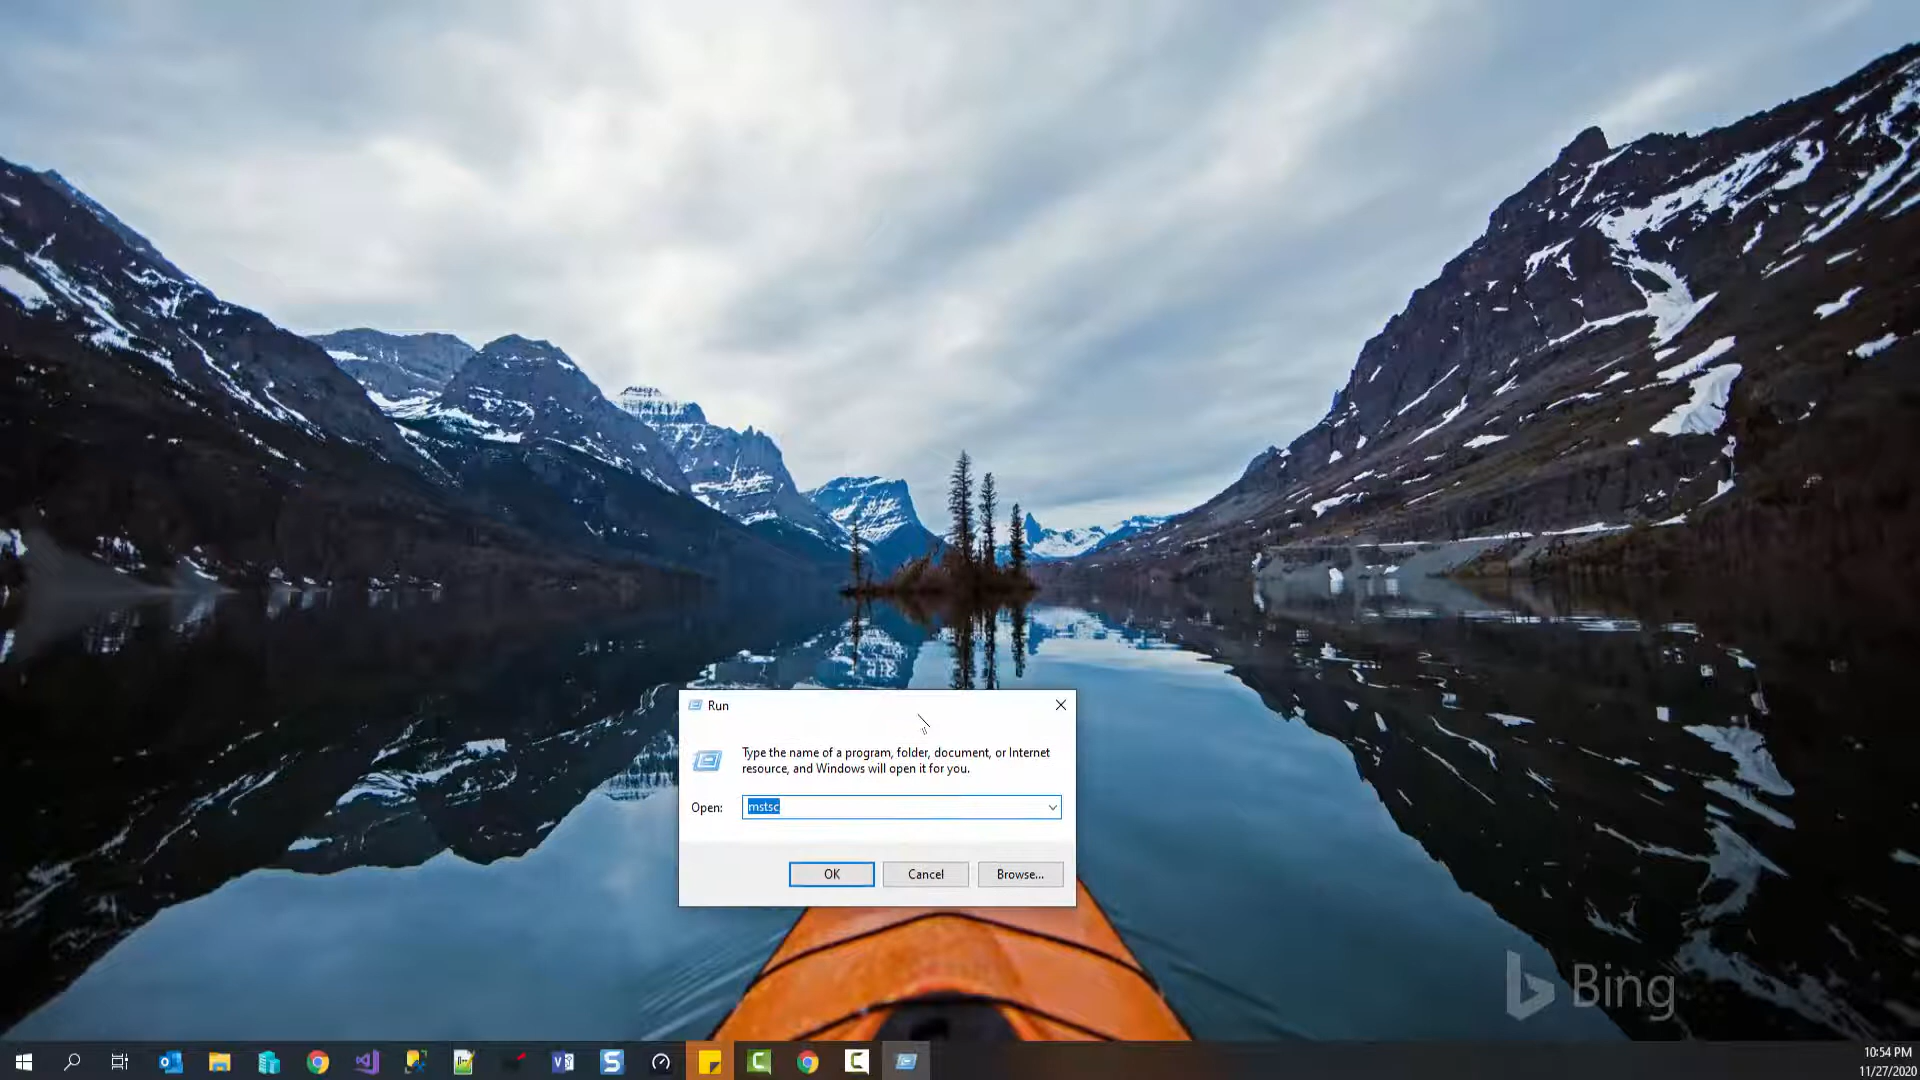 Run
Type the name of a program, folder, document, or Internet
resource, and Windows will open it for you.
Open:
mstsc
OK
Cancel
Browse...
Bing
10:54 PM
11/27/2020